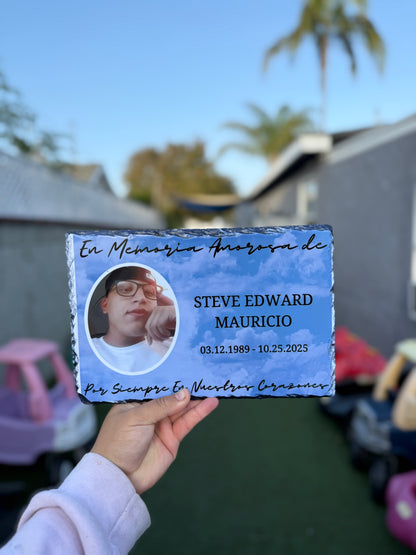 En Memoria Amorosa de
STEVE EDWARD
MAURICIO
03.12.1989 - 10.25.2025
Por Siempre En Nuestros Corazones